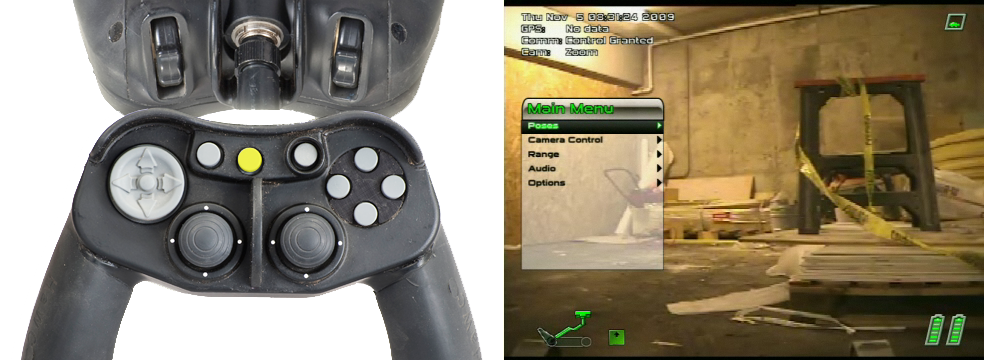 Thu Nov 5 08:31:24 2009
GPS: No data
Comm: Control Granted
Cam: Zoom
Main Menu
Poses
Camera Control
Range
Audio
Options